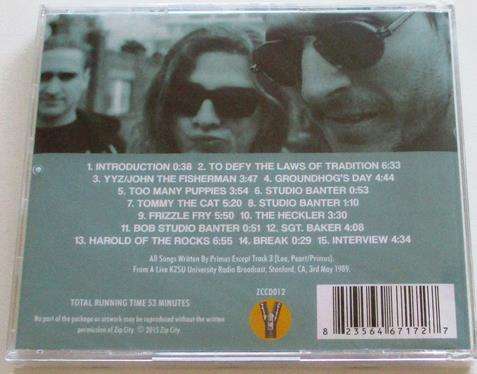 1. INTRODUCTION 0:38 2. TO DEFY THE LAWS OF TRADITION 6:33
3. YYZ/JOHN THE FISHERMAN 3:47 4. GROUNDHOG'S DAY 4:44
5. TOO MANY PUPPIES 3:54 6. STUDIO BANTER 0:53
7. TOMMY THE CAT 5:20 8. STUDIO BANTER 1:10
9. FRIZZLE FRY 5:50 10. THE HECKLER 3:30
11. BOB STUDIO BANTER 0:51 12. SGT. BAKER 4:08
13. HAROLD OF THE ROCKS 6:55 14. BREAK 0:29 15. INTERVIEW 4:34
All Songs Written By Primus Except Track 3 [Lee, Peart/Primus].
From A Live KZSU University Radio Broadcast, Stanford, CA, 3rd May 1989.
ZCCD012
TOTAL RUNNING TIME 53 MINUTES
No part of the package or artwork may be reproduced without the written
permission of Zip City. © 2015 Zip City
8 23564 67172 7